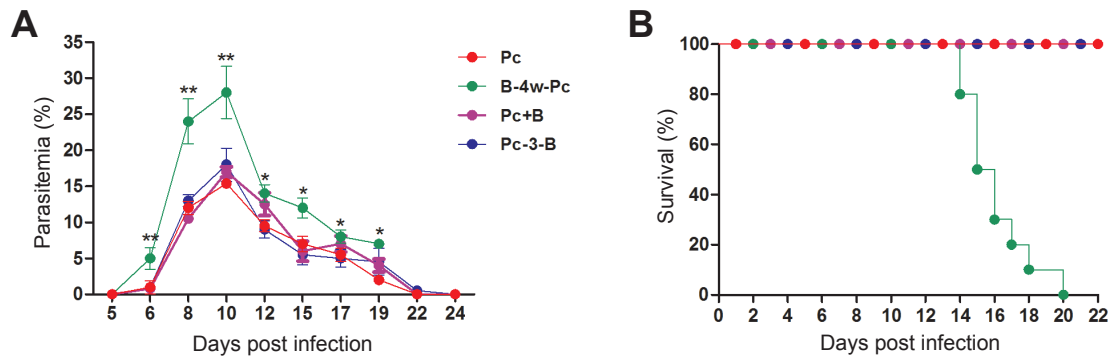 A
Parasitemia (%)
35
30
25
20
15
10
5
0
** ** ** * * * *
5 6 8 10 12 15 17 19 22 24
Days post infection
Pc
B-4w-Pc
Pc+B
Pc-3-B
B
Survival (%)
100
80
60
40
20
0
0 2 4 6 8 10 12 14 16 18 20 22
Days post infection